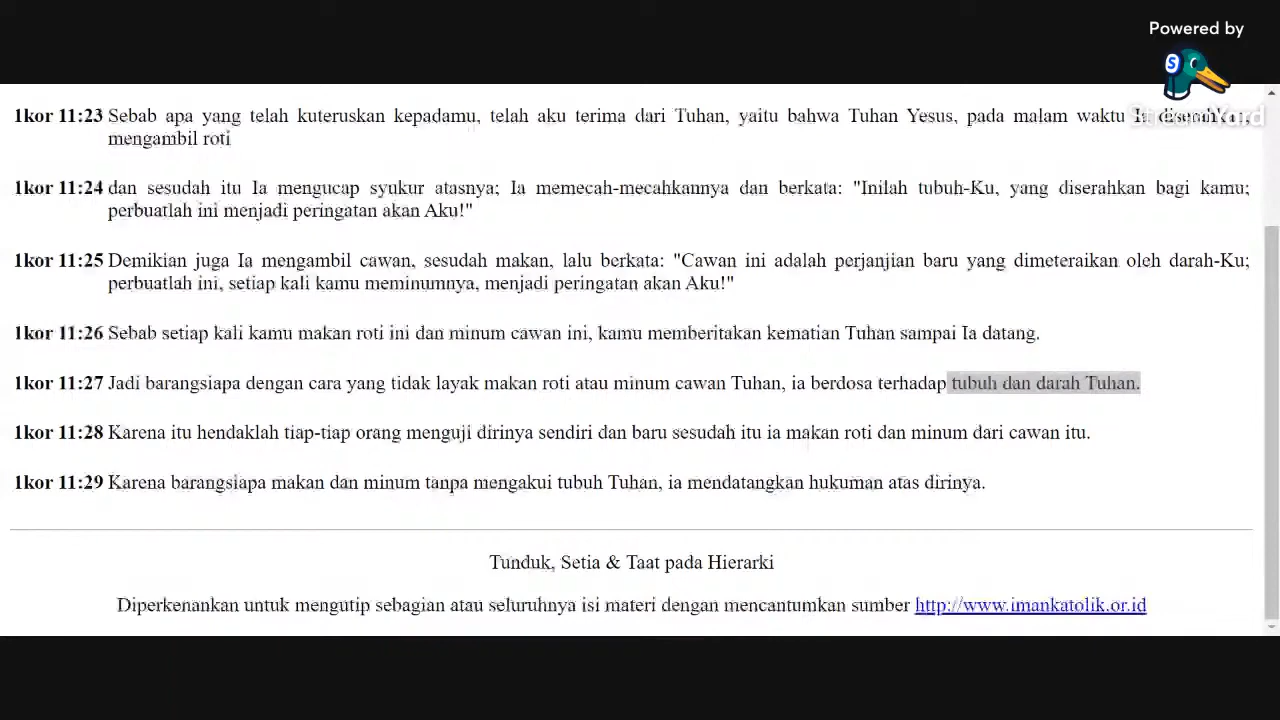 Powered by
StreamYard
1kor 11:23 Sebab apa yang telah kuteruskan kepadamu, telah aku terima dari Tuhan, yaitu bahwa Tuhan Yesus, pada malam waktu Ia diserahkan,
mengambil roti
1kor 11:24 dan sesudah itu Ia mengucap syukur atasnya; Ia memecah-mecahkannya dan berkata: "Inilah tubuh-Ku, yang diserahkan bagi kamu;
perbuatlah ini menjadi peringatan akan Aku!"
1kor 11:25 Demikian juga Ia mengambil cawan, sesudah makan, lalu berkata: "Cawan ini adalah perjanjian baru yang dimeteraikan oleh darah-Ku;
perbuatlah ini, setiap kali kamu meminumnya, menjadi peringatan akan Aku!"
1kor 11:26 Sebab setiap kali kamu makan roti ini dan minum cawan ini, kamu memberitakan kematian Tuhan sampai Ia datang.
1kor 11:27 Jadi barangsiapa dengan cara yang tidak layak makan roti atau minum cawan Tuhan, ia berdosa terhadap tubuh dan darah Tuhan.
1kor 11:28 Karena itu hendaklah tiap-tiap orang menguji dirinya sendiri dan baru sesudah itu ia makan roti dan minum dari cawan itu.
1kor 11:29 Karena barangsiapa makan dan minum tanpa mengakui tubuh Tuhan, ia mendatangkan hukuman atas dirinya.
Tunduk, Setia & Taat pada Hierarki
Diperkenankan untuk mengutip sebagian atau seluruhnya isi materi dengan mencantumkan sumber http://www.imankatolik.or.id